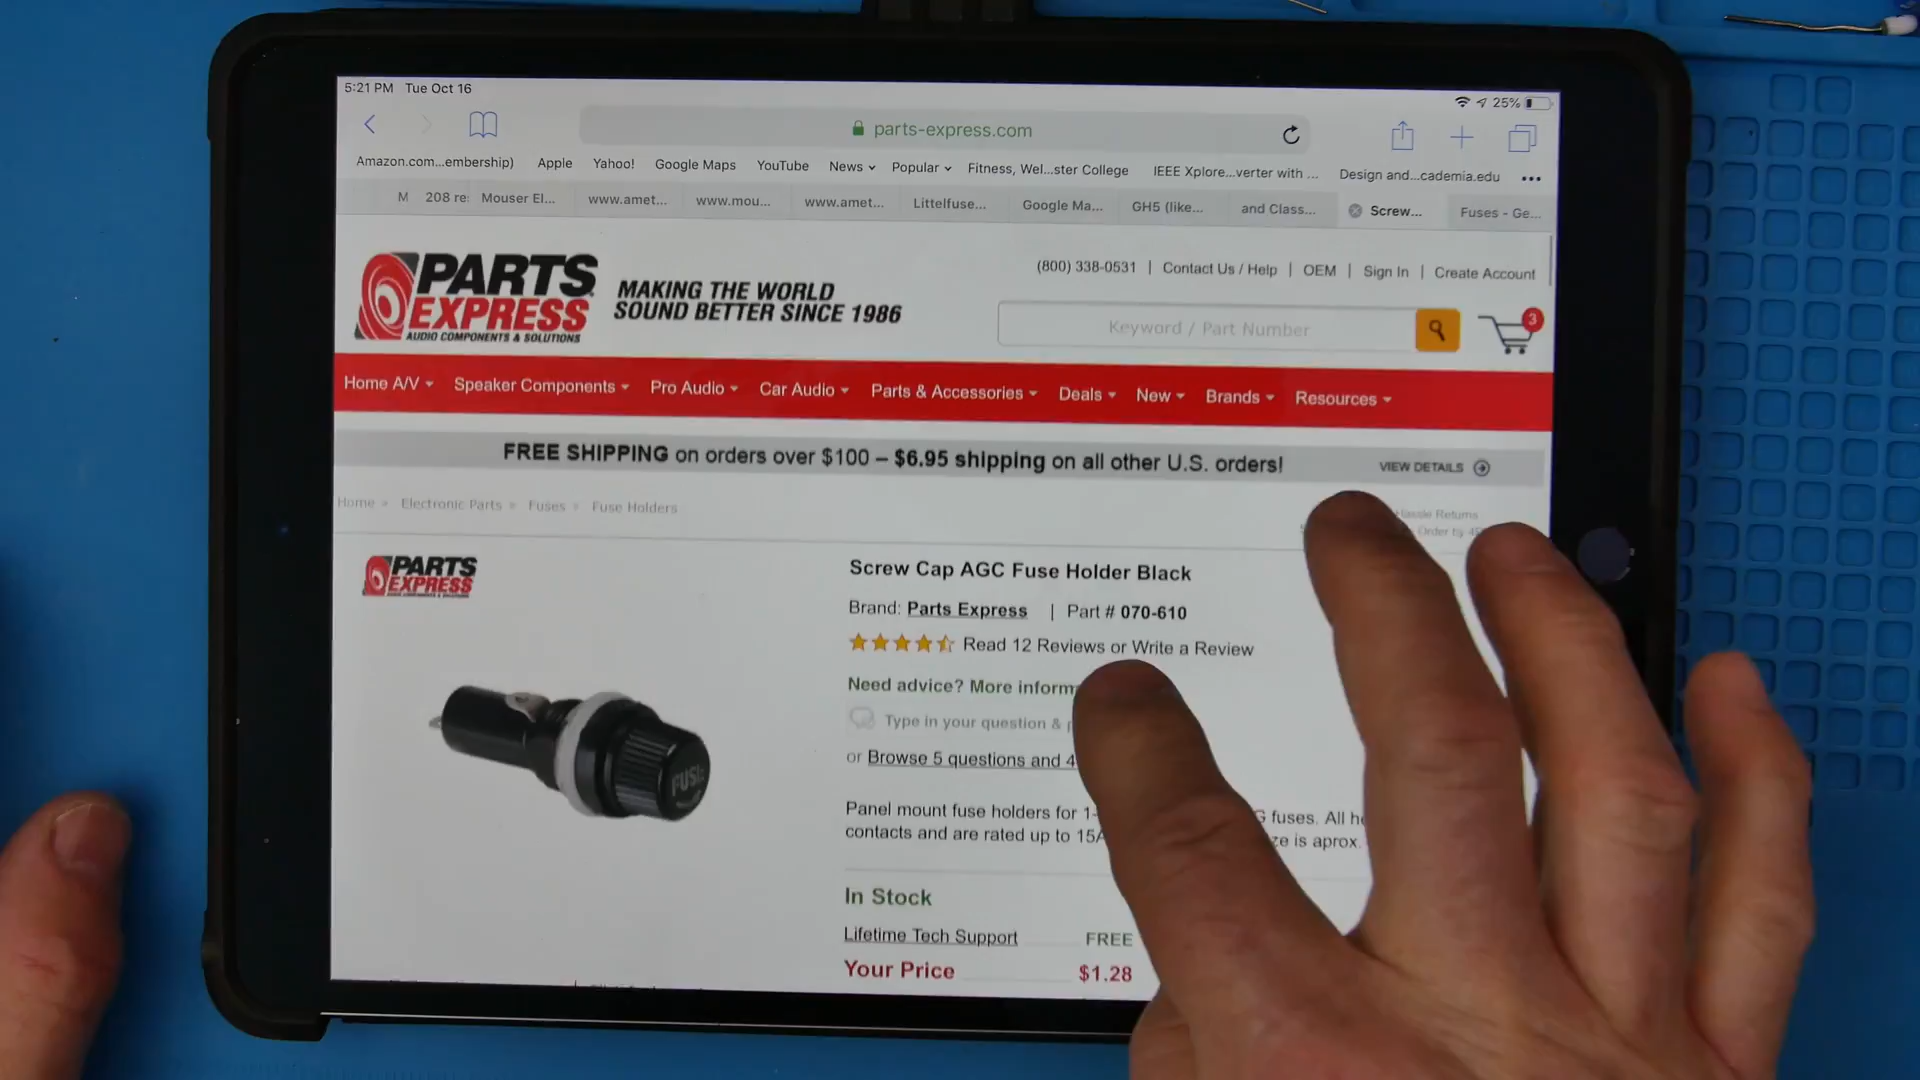 5:21 PM Tue Oct 16
25%
parts-express.com
Amazon.com...embership) Apple Yahoo! Google Maps YouTube News Popular Fitness, Wel...ster College IEEE Xplore...verter with ... Design and...cademia.edu
M 208 re: Mouser El... www.amet... www.mou... www.amet... Littelfuse... Google Ma... GH5 (like... and Class... Screw... Fuses - Ge...
PARTS
EXPRESS
AUDIO COMPONENTS & SOLUTIONS
MAKING THE WORLD
SOUND BETTER SINCE 1986
(800) 338-0531 | Contact Us / Help | OEM | Sign In | Create Account
Keyword / Part Number
3
Home A/V Speaker Components Pro Audio Car Audio Parts & Accessories Deals New Brands Resources
FREE SHIPPING on orders over $100 – $6.95 shipping on all other U.S. orders!
VIEW DETAILS
Home Electronic Parts Fuses Fuse Holders
Hassle Returns
Order by
PARTS
EXPRESS
FUSE
Screw Cap AGC Fuse Holder Black
Brand: Parts Express | Part # 070-610
Read 12 Reviews or Write a Review
Need advice? More inform
Type in your question &
or Browse 5 questions and 4
Panel mount fuse holders for 1- G fuses. All
contacts and are rated up to 15A is aprox.
In Stock
Lifetime Tech Support FREE
Your Price $1.28